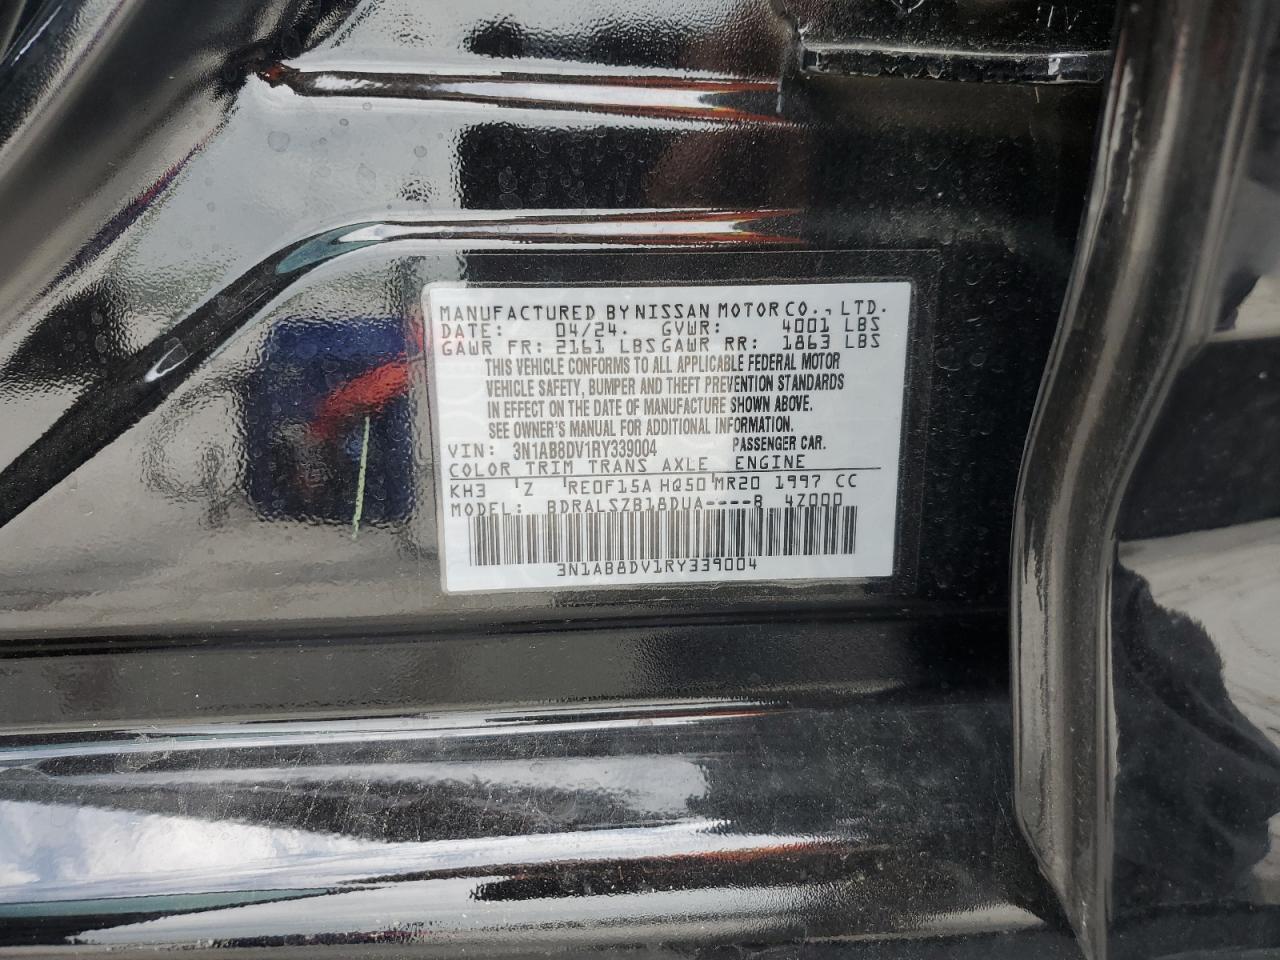 MANUFACTURED BY NISSAN MOTOR CO., LTD.
DATE: 04/24. GVWR: 4001 LBS
GAWR FR: 2161 LBS GAWR RR: 1863 LBS
THIS VEHICLE CONFORMS TO ALL APPLICABLE FEDERAL MOTOR
VEHICLE SAFETY, BUMPER AND THEFT PREVENTION STANDARDS
IN EFFECT ON THE DATE OF MANUFACTURE SHOWN ABOVE.
SEE OWNER'S MANUAL FOR ADDITIONAL INFORMATION.
VIN: 3N1AB8DV1RY339004 PASSENGER CAR.
COLOR TRIM TRANS AXLE ENGINE
KH3 Z RE0F15A HQ50 MR20 1997 CC
MODEL: BDRALSZB18DUA----B 4Z000
3N1AB8DV1RY339004